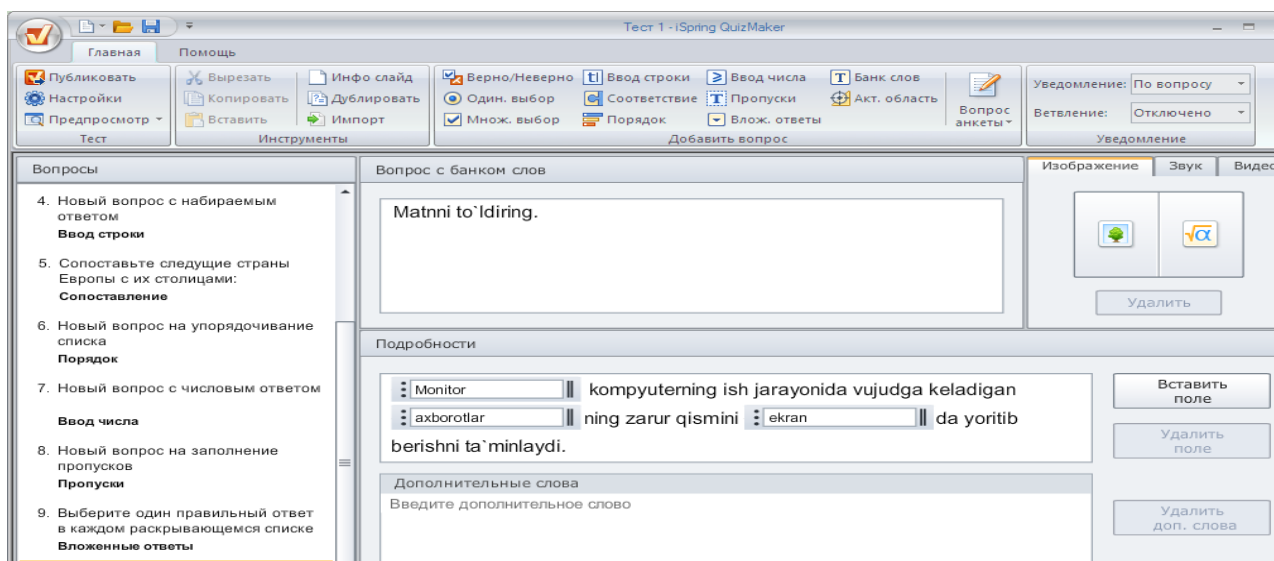 Тест 1 - iSpring QuizMaker
Главная Помощь
Публиковать Вырезать Инфо слайд Верно/Неверно Ввод строки Ввод числа Банк слов
Настройки Копировать Дублировать Один. выбор Соответствие Пропуски Акт. область
Предпросмотр Вставить Импорт Множ. выбор Порядок Влож. ответы
Вопрос анкеты
Уведомление: По вопросу
Ветвление: Отключено
Тест Инструменты Добавить вопрос Уведомление
Вопросы
4. Новый вопрос с набираемым
ответом
Ввод строки
5. Сопоставьте следущие страны
Европы с их столицами:
Сопоставление
6. Новый вопрос на упорядочивание
списка
Порядок
7. Новый вопрос с числовым ответом
Ввод числа
8. Новый вопрос на заполнение
пропусков
Пропуски
9. Выберите один правильный ответ
в каждом раскрывающемся списке
Вложенные ответы
Вопрос с банком слов
Matnni to`ldiring.
Изображение Звук Видео
√α
Удалить
Подробности
Monitor kompyuterning ish jarayonida vujudga keladigan
axborotlar ning zarur qismini ekran da yoritib
berishni ta`minlaydi.
Вставить
поле
Удалить
поле
Дополнительные слова
Введите дополнительное слово
Удалить
доп. слова